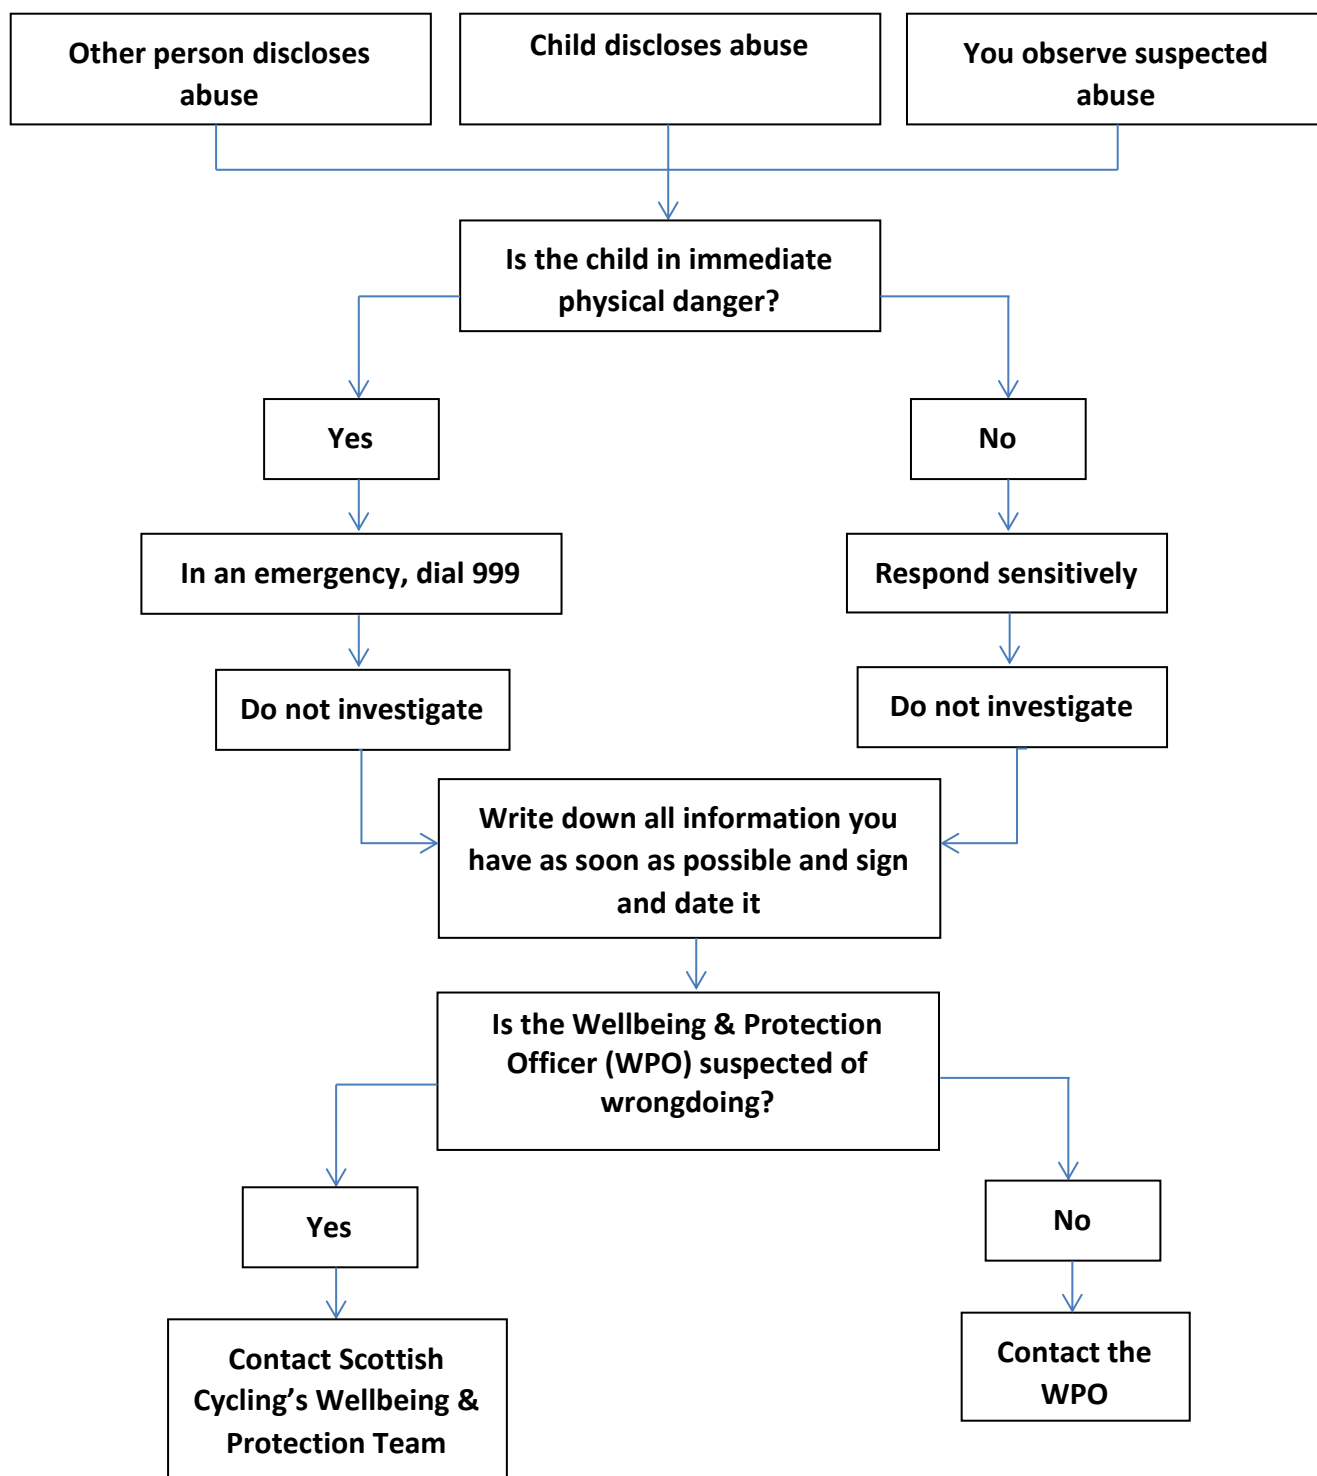 Other person discloses
abuse
Child discloses abuse
You observe suspected
abuse
Is the child in immediate
physical danger?
Yes
No
In an emergency, dial 999
Respond sensitively
Do not investigate
Do not investigate
Write down all information you
have as soon as possible and sign
and date it
Is the Wellbeing & Protection
Officer (WPO) suspected of
wrongdoing?
Yes
No
Contact Scottish
Cycling’s Wellbeing &
Protection Team
Contact the
WPO